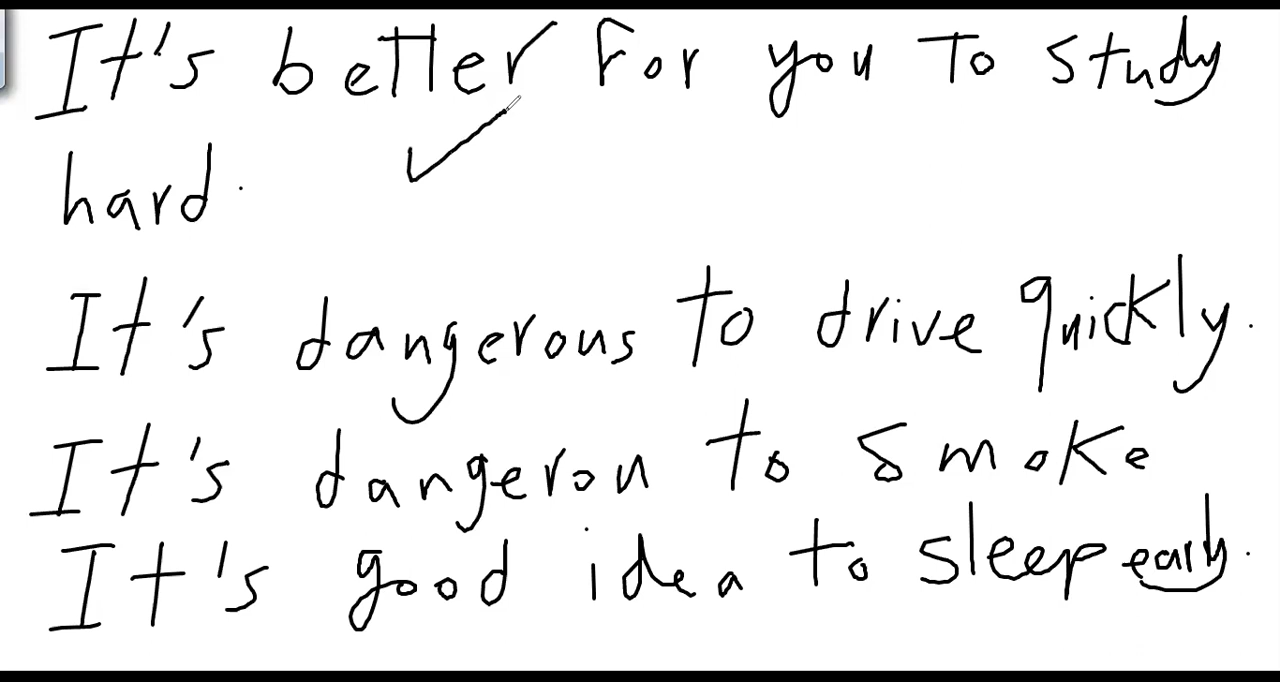 It's better for you to study
hard.
It's dangerous to drive quickly.
It's dangerou to smoke
It's good idea to sleep early.